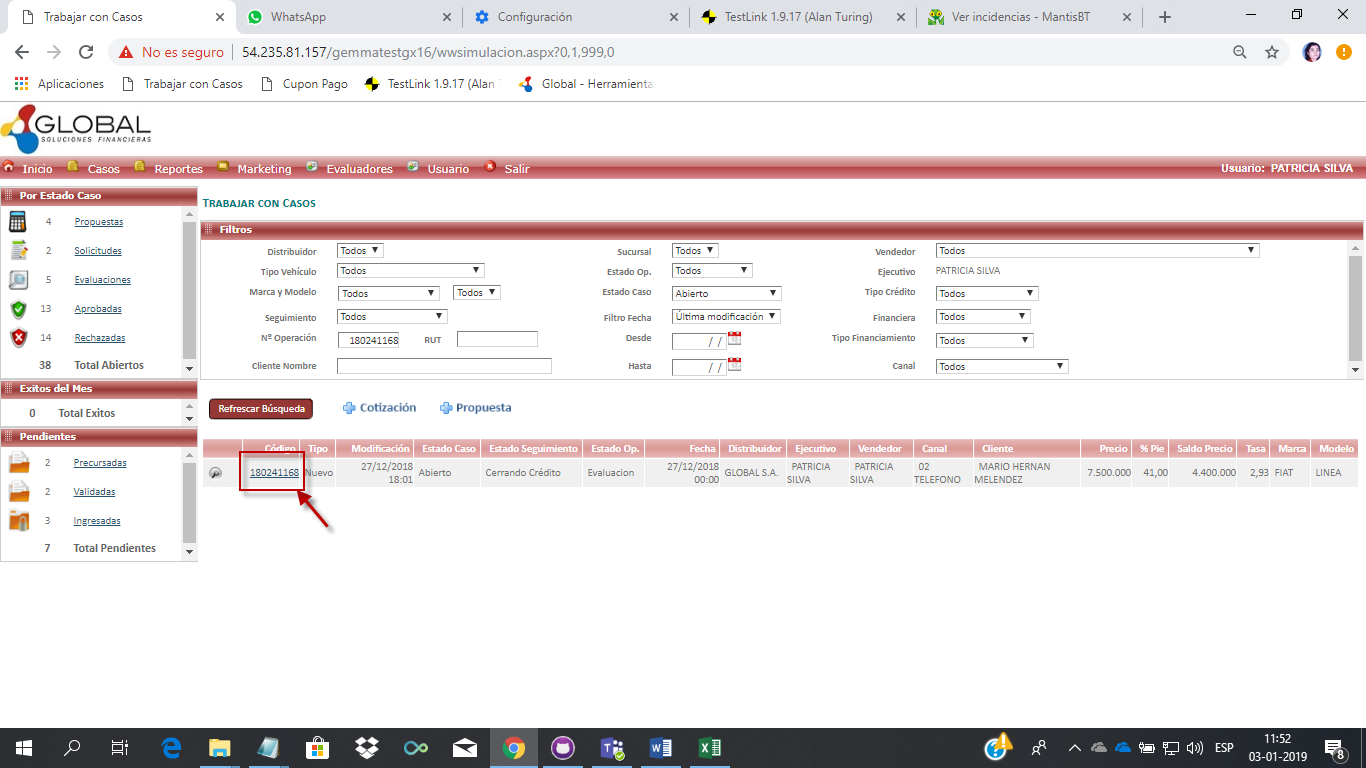 Trabajar con Casos
WhatsApp
Configuración
TestLink 1.9.17 (Alan Turing)
Ver incidencias - MantisBT
No es seguro
54.235.81.157/gemmatestgx16/wwsimulacion.aspx?0,1,999,0
Aplicaciones
Trabajar con Casos
Cupon Pago
TestLink 1.9.17 (Alan
Global - Herramienta
GLOBAL
SOLUCIONES FINANCIERAS
Inicio Casos Reportes Marketing Evaluadores Usuario Salir
Usuario: PATRICIA SILVA
Por Estado Caso
4 Propuestas
2 Solicitudes
5 Evaluaciones
13 Aprobadas
14 Rechazadas
38 Total Abiertos
Exitos del Mes
0 Total Exitos
Pendientes
2 Precursadas
2 Validadas
3 Ingresadas
7 Total Pendientes
TRABAJAR CON CASOS
Filtros
Distribuidor Todos Sucursal Todos Vendedor Todos
Tipo Vehículo Todos Estado Op. Todos Ejecutivo PATRICIA SILVA
Marca y Modelo Todos Todos Estado Caso Abierto Tipo Crédito Todos
Seguimiento Todos Filtro Fecha Última modificación Financiera Todos
Nº Operación 180241168 RUT Desde / / Tipo Financiamiento Todos
Cliente Nombre Hasta / / Canal Todos
Refrescar Búsqueda Cotización Propuesta
Código Tipo Modificación Estado Caso Estado Seguimiento Estado Op. Fecha Distribuidor Ejecutivo Vendedor Canal Cliente Precio % Pie Saldo Precio Tasa Marca Modelo
180241168 Nuevo 27/12/2018 18:01 Abierto Cerrando Crédito Evaluacion 27/12/2018 00:00 GLOBAL S.A. PATRICIA SILVA PATRICIA SILVA 02 TELEFONO MARIO HERNAN MELENDEZ 7.500.000 41,00 4.400.000 2,93 FIAT LINEA
ESP
11:52
03-01-2019
8